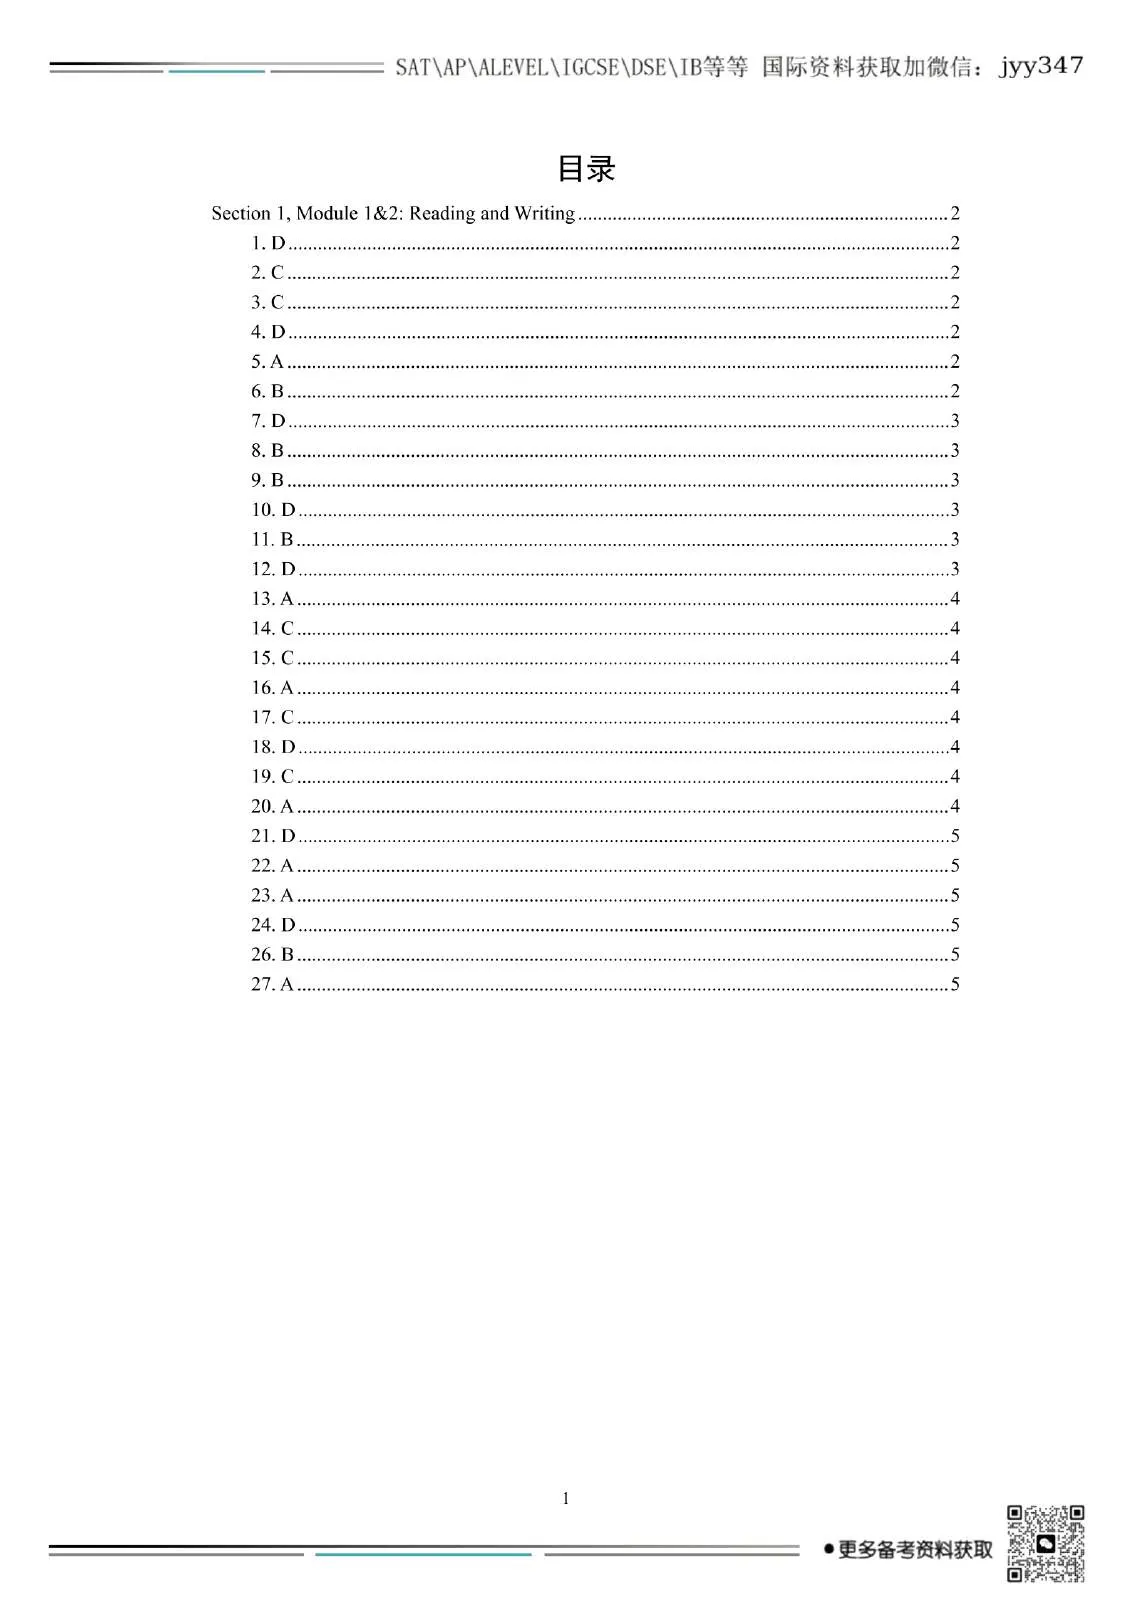 SAT\AP\ALEVEL\IGCSE\DSE\IB等等 国际资料获取加微信: jyy347
目录
Section 1, Module 1&2: Reading and Writing 2
1. D 2
2. C 2
3. C 2
4. D 2
5. A 2
6. B 2
7. D 3
8. B 3
9. B 3
10. D 3
11. B 3
12. D 3
13. A 4
14. C 4
15. C 4
16. A 4
17. C 4
18. D 4
19. C 4
20. A 4
21. D 5
22. A 5
23. A 5
24. D 5
26. B 5
27. A 5
1
●更多备考资料获取